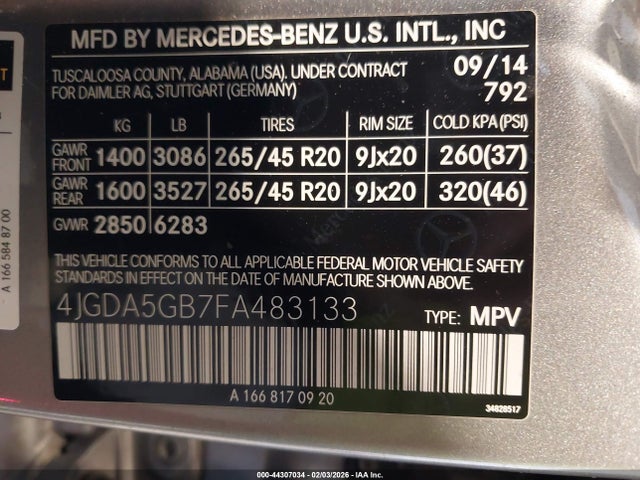 MFD BY MERCEDES-BENZ U.S. INTL., INC
TUSCALOOSA COUNTY, ALABAMA (USA). UNDER CONTRACT 09/14
FOR DAIMLER AG, STUTTGART (GERMANY) 792
KG LB TIRES RIM SIZE COLD KPA(PSI)
GAWR FRONT 1400 3086 265/45 R20 9Jx20 260(37)
GAWR REAR 1600 3527 265/45 R20 9Jx20 320(46)
GVWR 2850 6283
THIS VEHICLE CONFORMS TO ALL APPLICABLE FEDERAL MOTOR VEHICLE SAFETY
STANDARDS IN EFFECT ON THE DATE OF MANUFACTURE SHOWN ABOVE.
4JGDA5GB7FA483133 TYPE: MPV
A 166 817 09 20
34828517
A 166 584 87 00
000-44307034 - 02/03/2026 - IAA Inc.